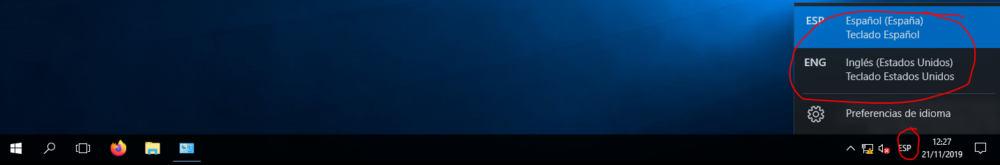 ESP
Español (España)
Teclado Español
ENG
Inglés (Estados Unidos)
Teclado Estados Unidos
Preferencias de idioma
ESP
12:27
21/11/2019